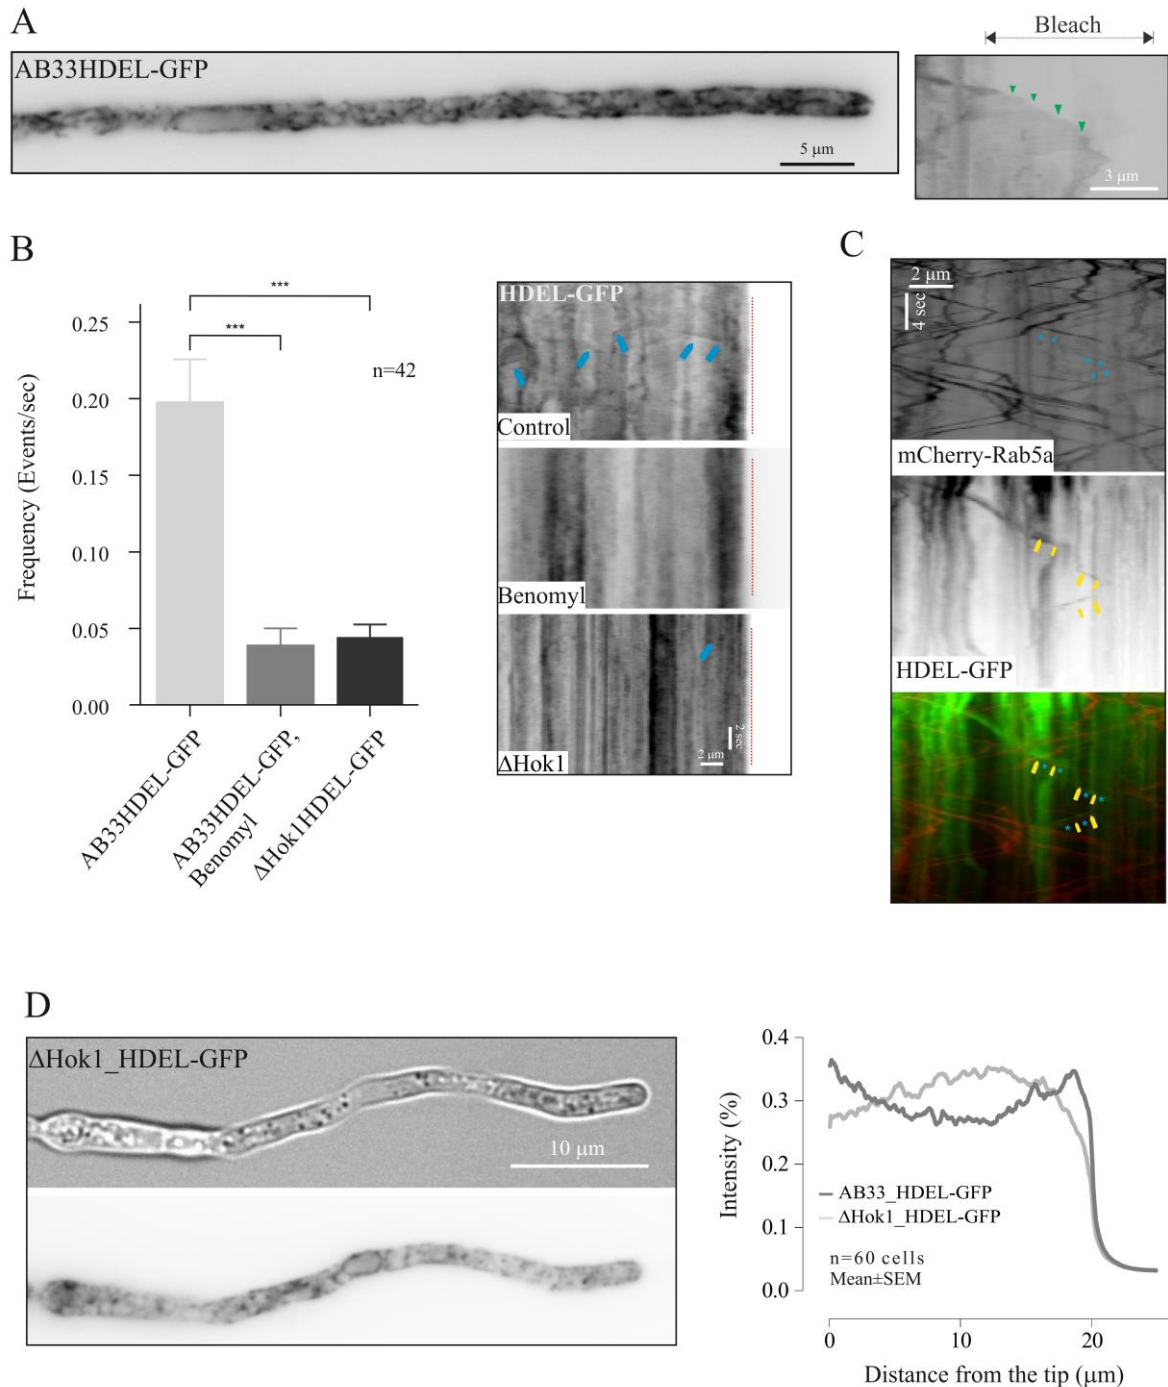 A
AB33HDEL-GFP
5 μm
Bleach
3 μm
B
***
***
n=42
0.25
0.20
0.15
0.10
0.05
0.00
Frequency (Events/sec)
AB33HDEL-GFP
AB33HDEL-GFP,
Benomyl
ΔHok1HDEL-GFP
HDEL-GFP
Control
Benomyl
ΔHok1
2 μm
2 sec
C
2 μm
4 sec
mCherry-Rab5a
HDEL-GFP
D
ΔHok1_HDEL-GFP
10 μm
0.4
0.3
0.2
0.1
0.0
Intensity (%)
AB33_HDEL-GFP
ΔHok1_HDEL-GFP
n=60 cells
Mean±SEM
0
10
20
Distance from the tip (μm)